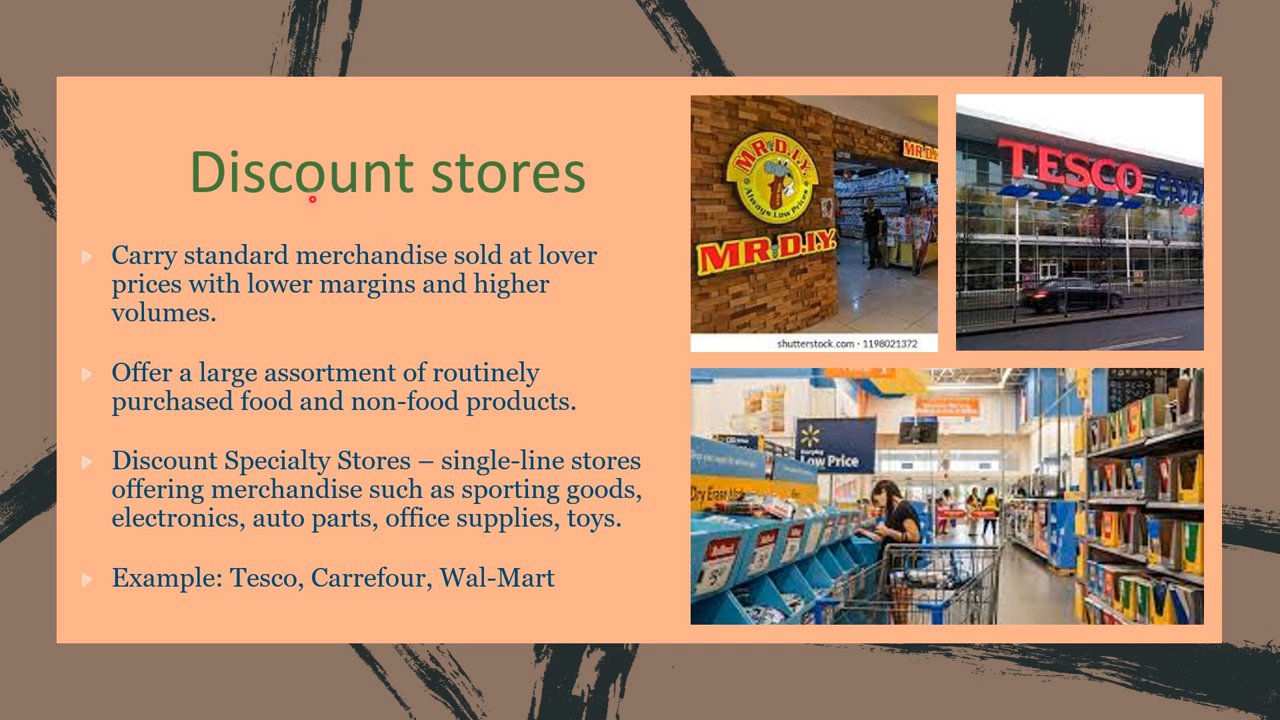 Discount stores
Carry standard merchandise sold at lover
prices with lower margins and higher
volumes.
Offer a large assortment of routinely
purchased food and non-food products.
Discount Specialty Stores – single-line stores
offering merchandise such as sporting goods,
electronics, auto parts, office supplies, toys.
Example: Tesco, Carrefour, Wal-Mart
MR.D.I.Y.
Always Low Prices
MR.D.I.Y.
MR.D
shutterstock.com · 1198021372
TESCO
Low Price
Dry Erase